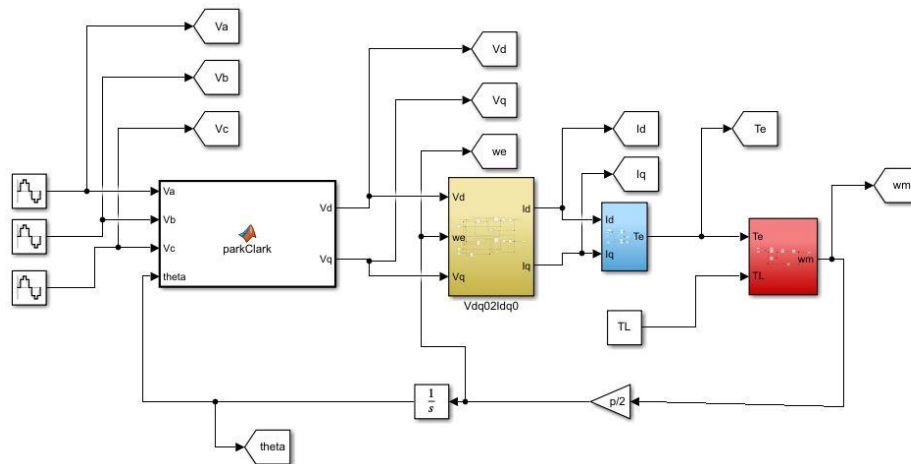 Va
Vb
Vc
Vd
Vq
we
Id
Iq
Te
wm
Va
Vb
Vc
theta
parkClark
Vd
Vq
Vd
we
Vq
Id
Iq
Vdq02Idq0
Id
Iq
Te
Te
TL
wm
TL
p/2
1
s
theta